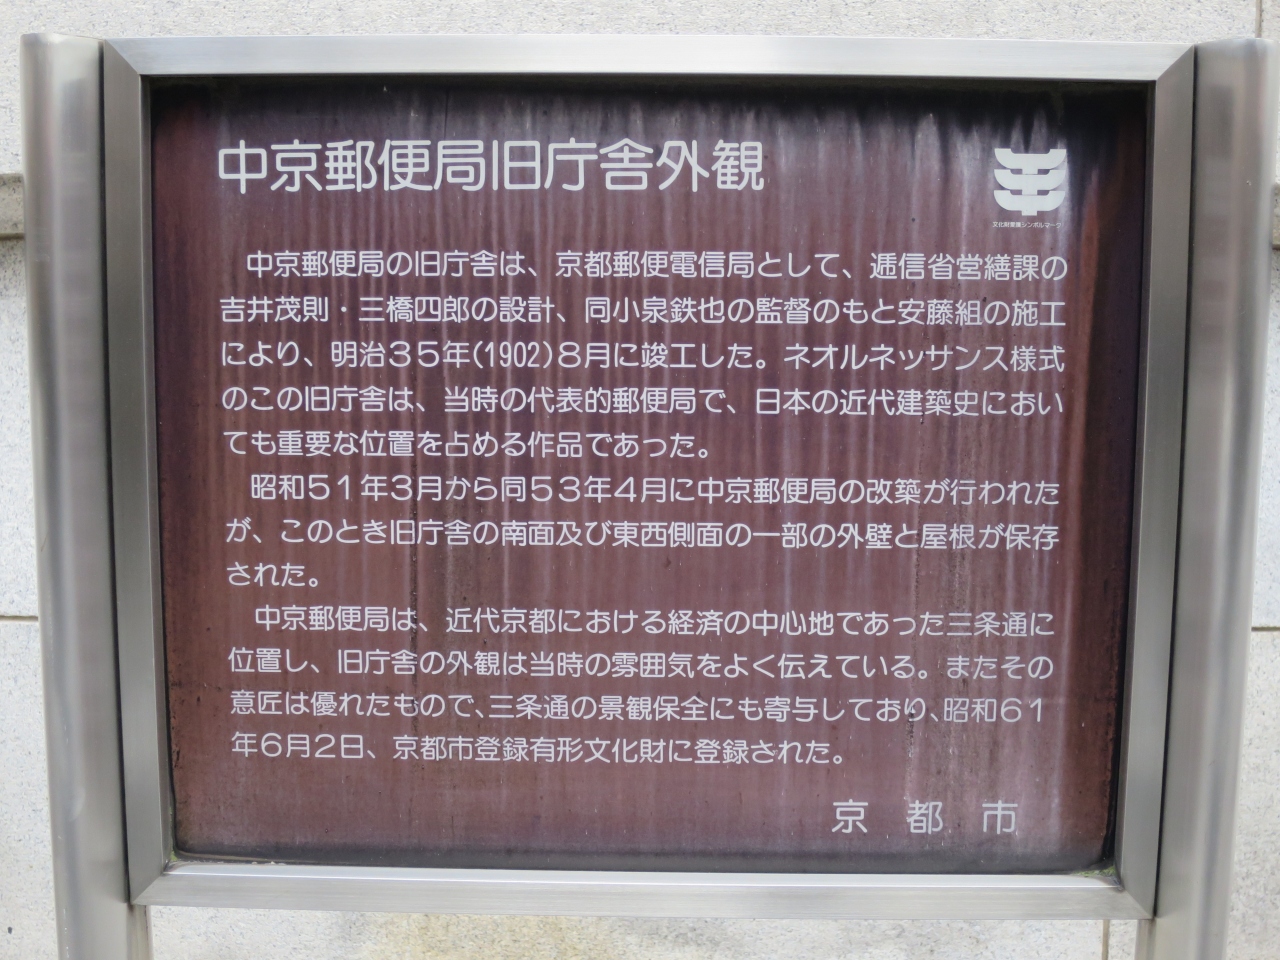 中京郵便局旧庁舎外観
文化財愛護シンボルマーク
中京郵便局の旧庁舎は、京都郵便電信局として、逓信省営繕課の
吉井茂則・三橋四郎の設計、同小泉鉄也の監督のもと安藤組の施工
により、明治35年(1902)8月に竣工した。ネオルネッサンス様式
のこの旧庁舎は、当時の代表的郵便局で、日本の近代建築史におい
ても重要な位置を占める作品であった。
昭和51年3月から同53年4月に中京郵便局の改築が行われた
が、このとき旧庁舎の南面及び東西側面の一部の外壁と屋根が保存
された。
中京郵便局は、近代京都における経済の中心地であった三条通に
位置し、旧庁舎の外観は当時の雰囲気をよく伝えている。またその
意匠は優れたもので、三条通の景観保全にも寄与しており、昭和61
年6月2日、京都市登録有形文化財に登録された。
京都市